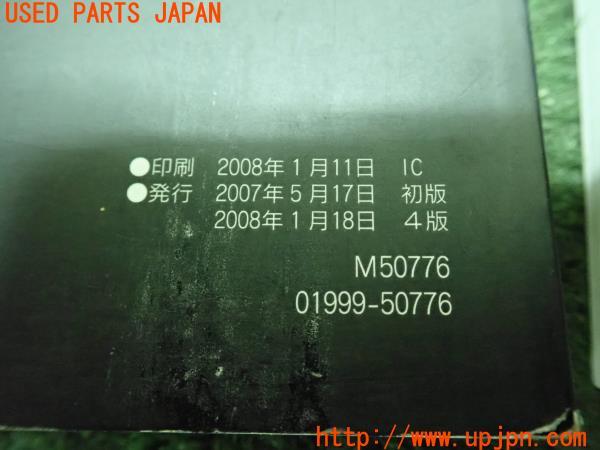 USED PARTS JAPAN
●印刷 2008年1月11日 IC
●発行 2007年5月17日 初版
2008年1月18日 4版
M50776
01999-50776
http://www.upjpn.com